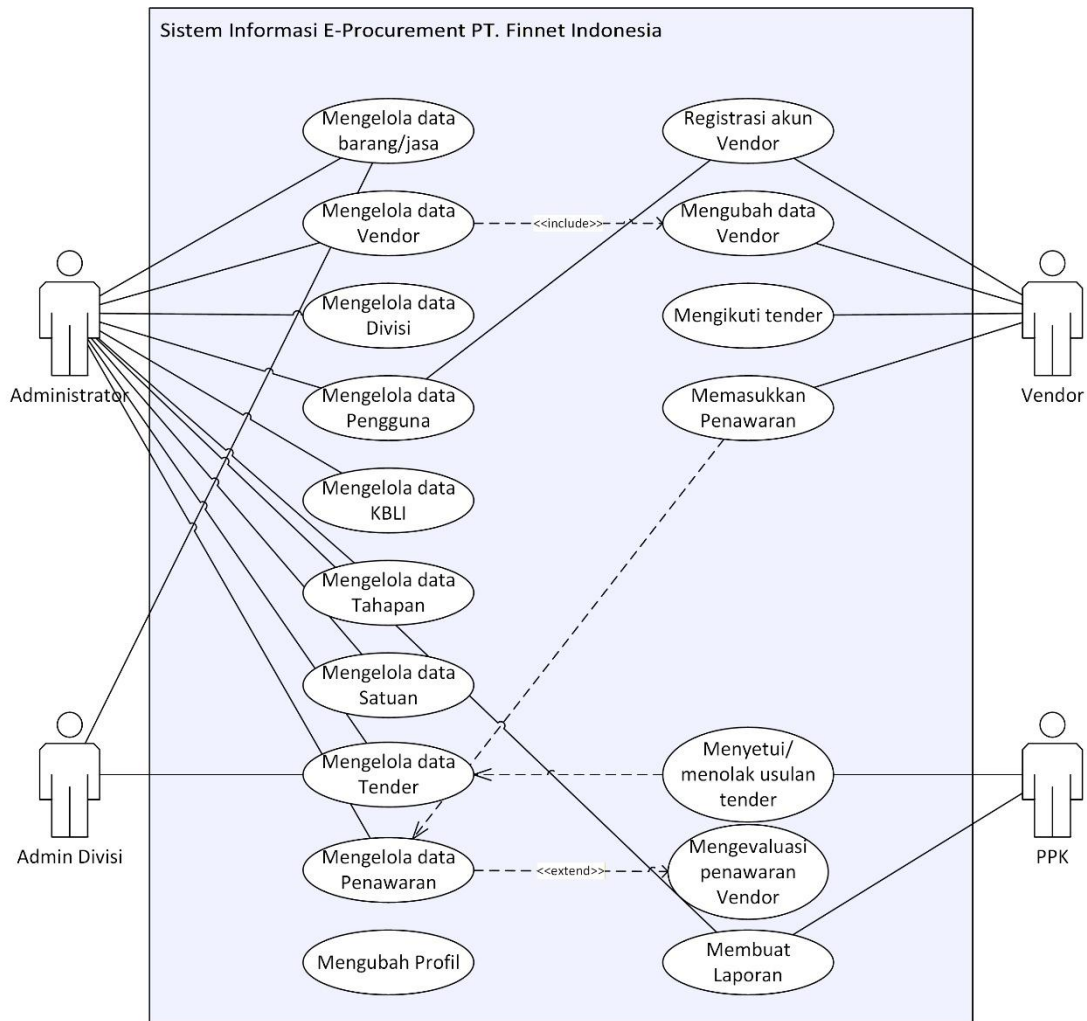 Sistem Informasi E-Procurement PT. Finnet Indonesia
Mengelola data
barang/jasa
Registrasi akun
Vendor
Mengelola data
Vendor
<<include>>
Mengubah data
Vendor
Mengelola data
Divisi
Mengikuti tender
Administrator
Vendor
Mengelola data
Pengguna
Memasukkan
Penawaran
Mengelola data
KBLI
Mengelola data
Tahapan
Mengelola data
Satuan
Mengelola data
Tender
Menyetui/
menolak usulan
tender
Admin Divisi
PPK
Mengelola data
Penawaran
<<extend>>
Mengevaluasi
penawaran
Vendor
Mengubah Profil
Membuat
Laporan